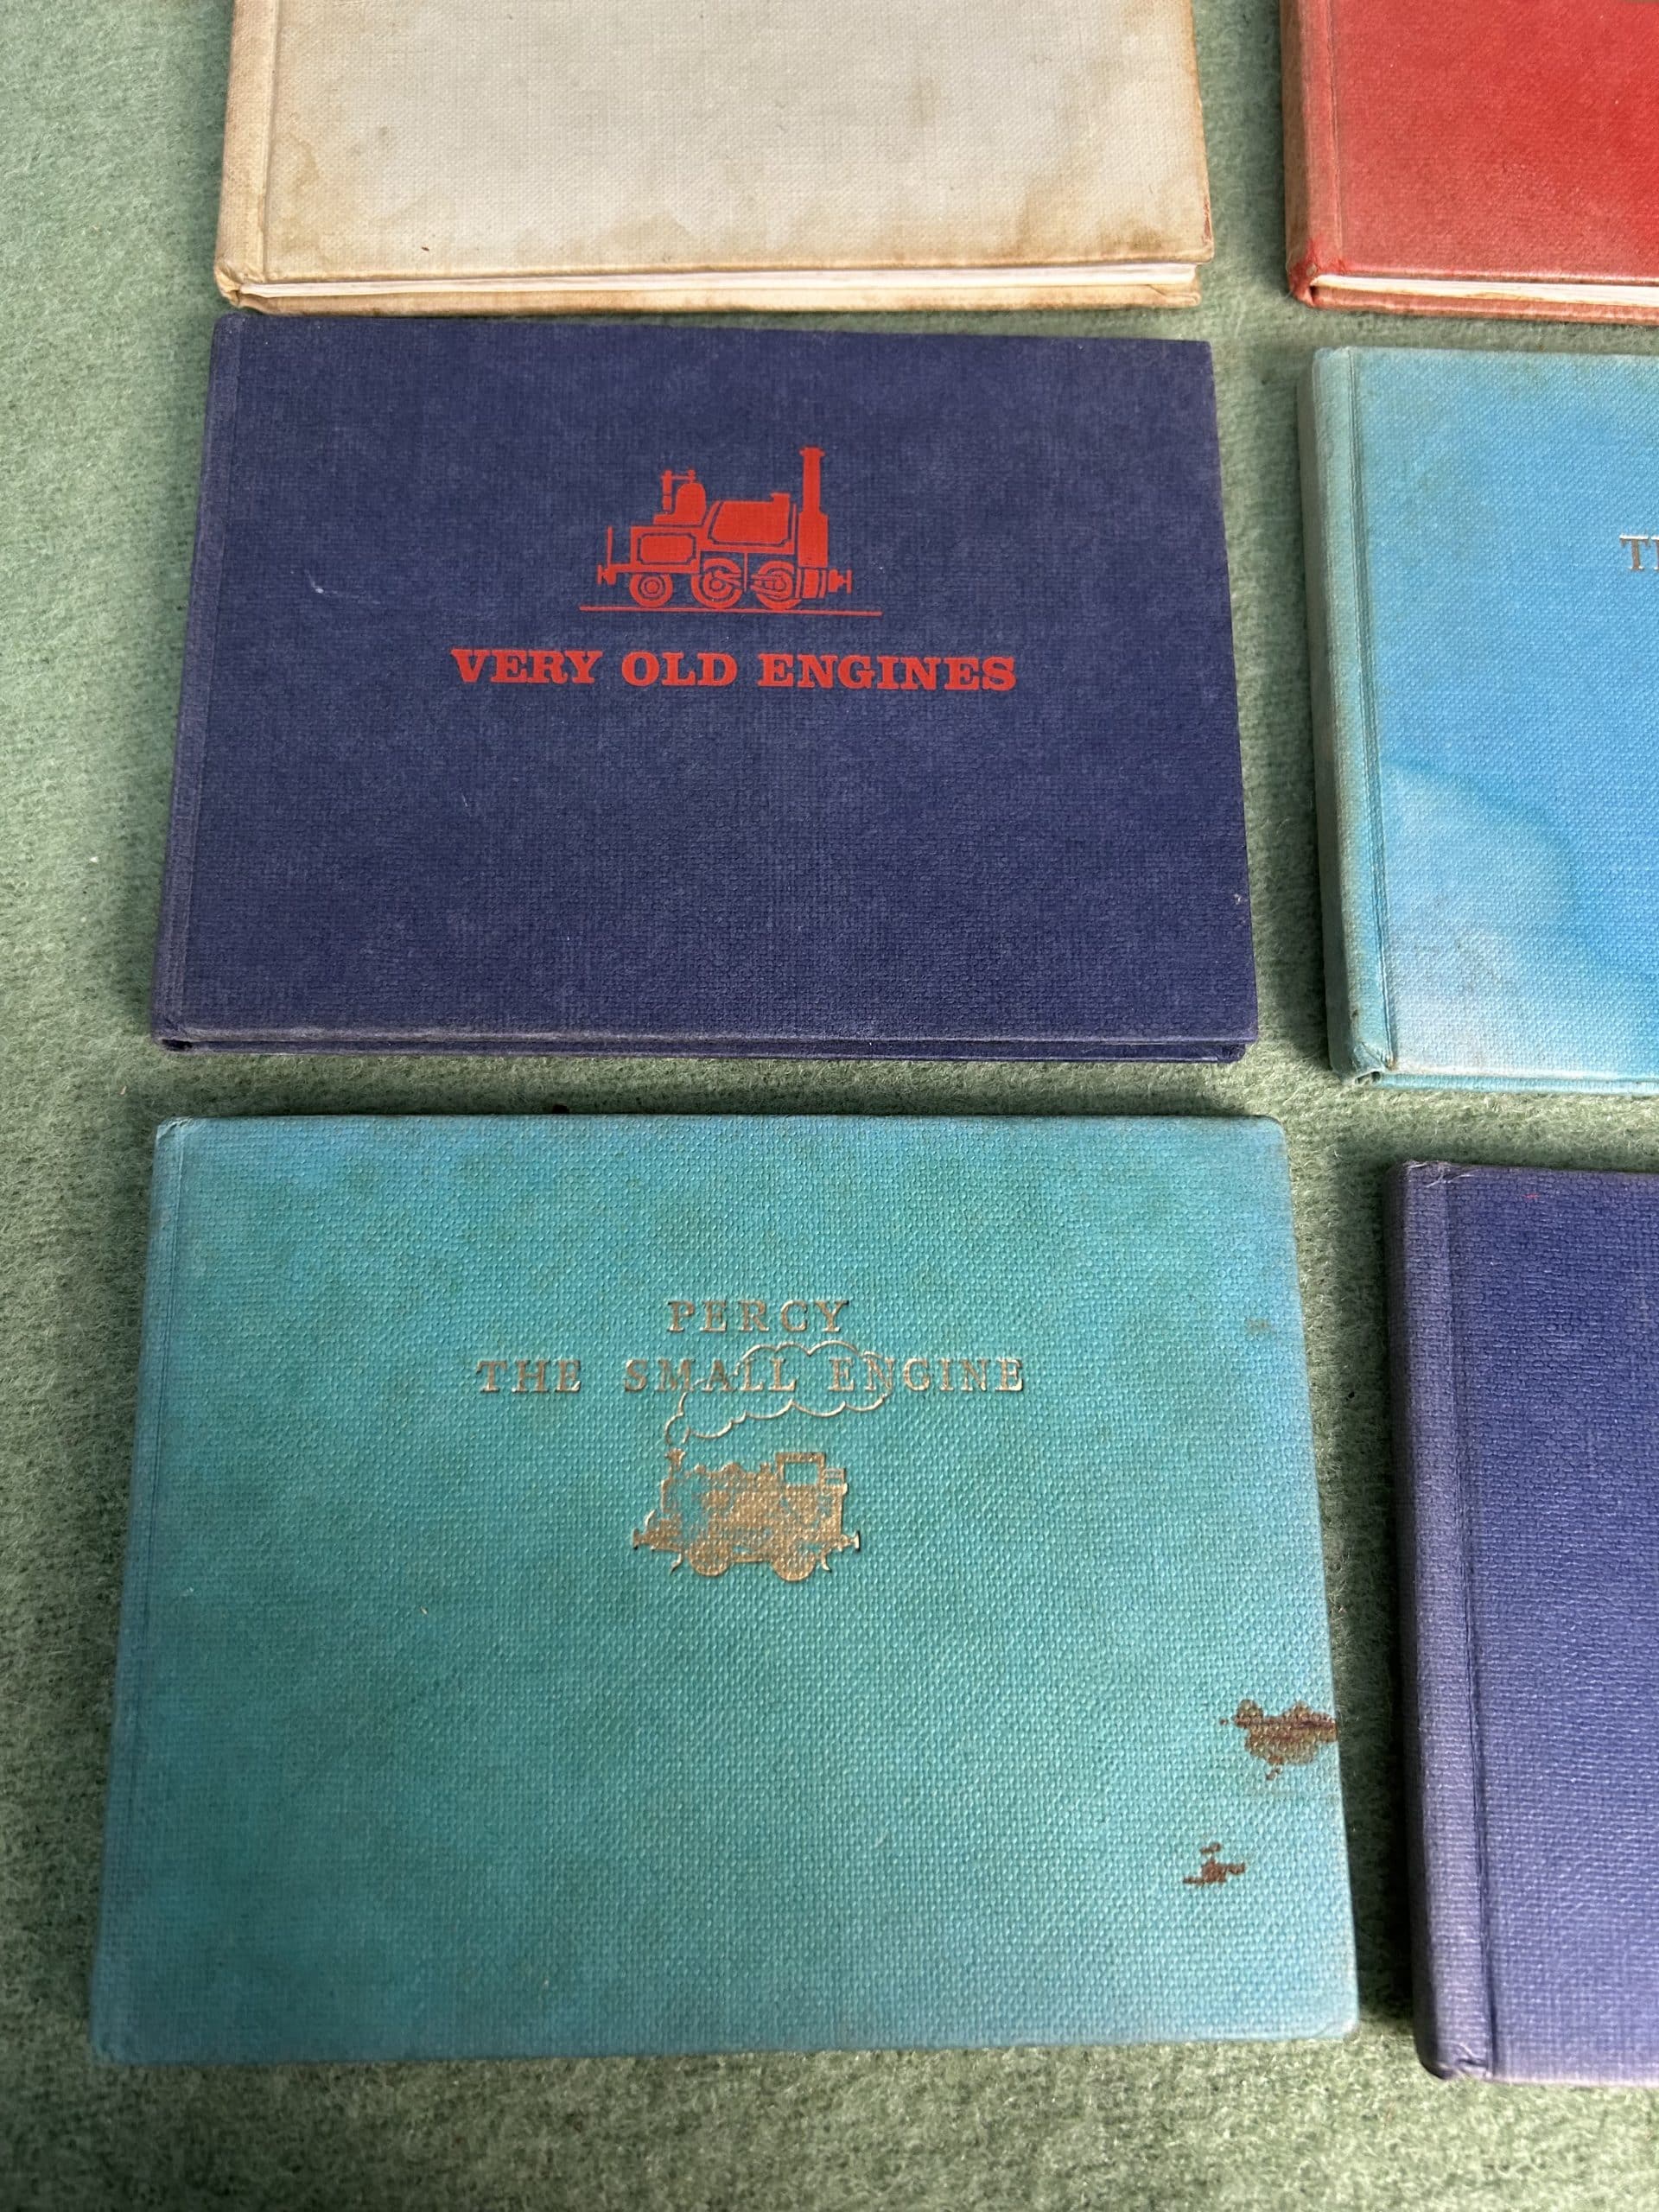 VERY OLD ENGINES
PERCY
THE SMALL ENGINE